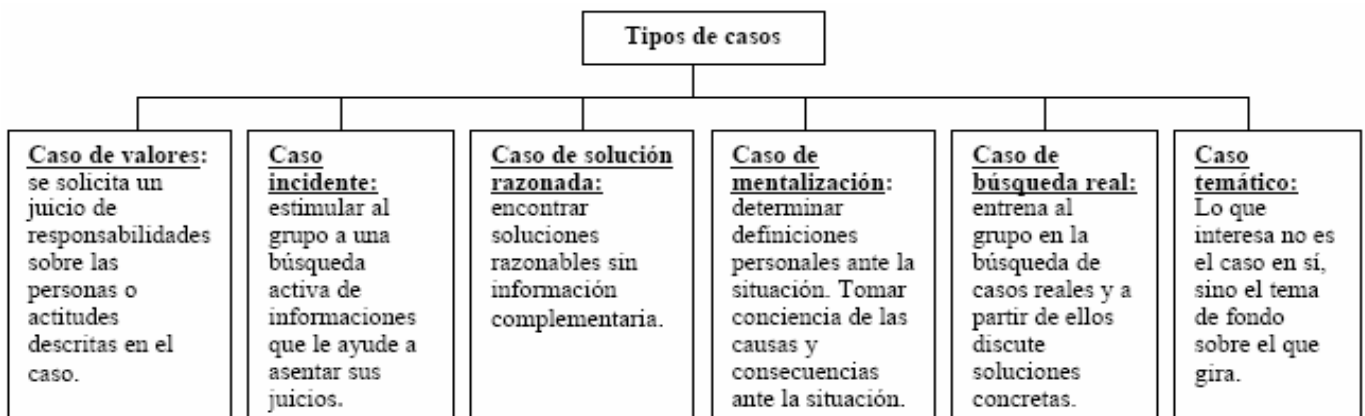 Tipos de casos
Caso de valores:
se solicita un
juicio de
responsabilidades
sobre las
personas o
actitudes
descritas en el
caso.
Caso
incidente:
estimular al
grupo a una
búsqueda
activa de
informaciones
que le ayude a
asentar sus
juicios.
Caso de solución
razonada:
encontrar
soluciones
razonables sin
información
complementaria.
Caso de
mentalización:
determinar
definiciones
personales ante la
situación. Tomar
conciencia de las
causas y
consecuencias
ante la situación.
Caso de
búsqueda real:
entrena al
grupo en la
búsqueda de
casos reales y a
partir de ellos
discute
soluciones
concretas.
Caso
temático:
Lo que
interesa no es
el caso en sí,
sino el tema
de fondo
sobre el que
gira.